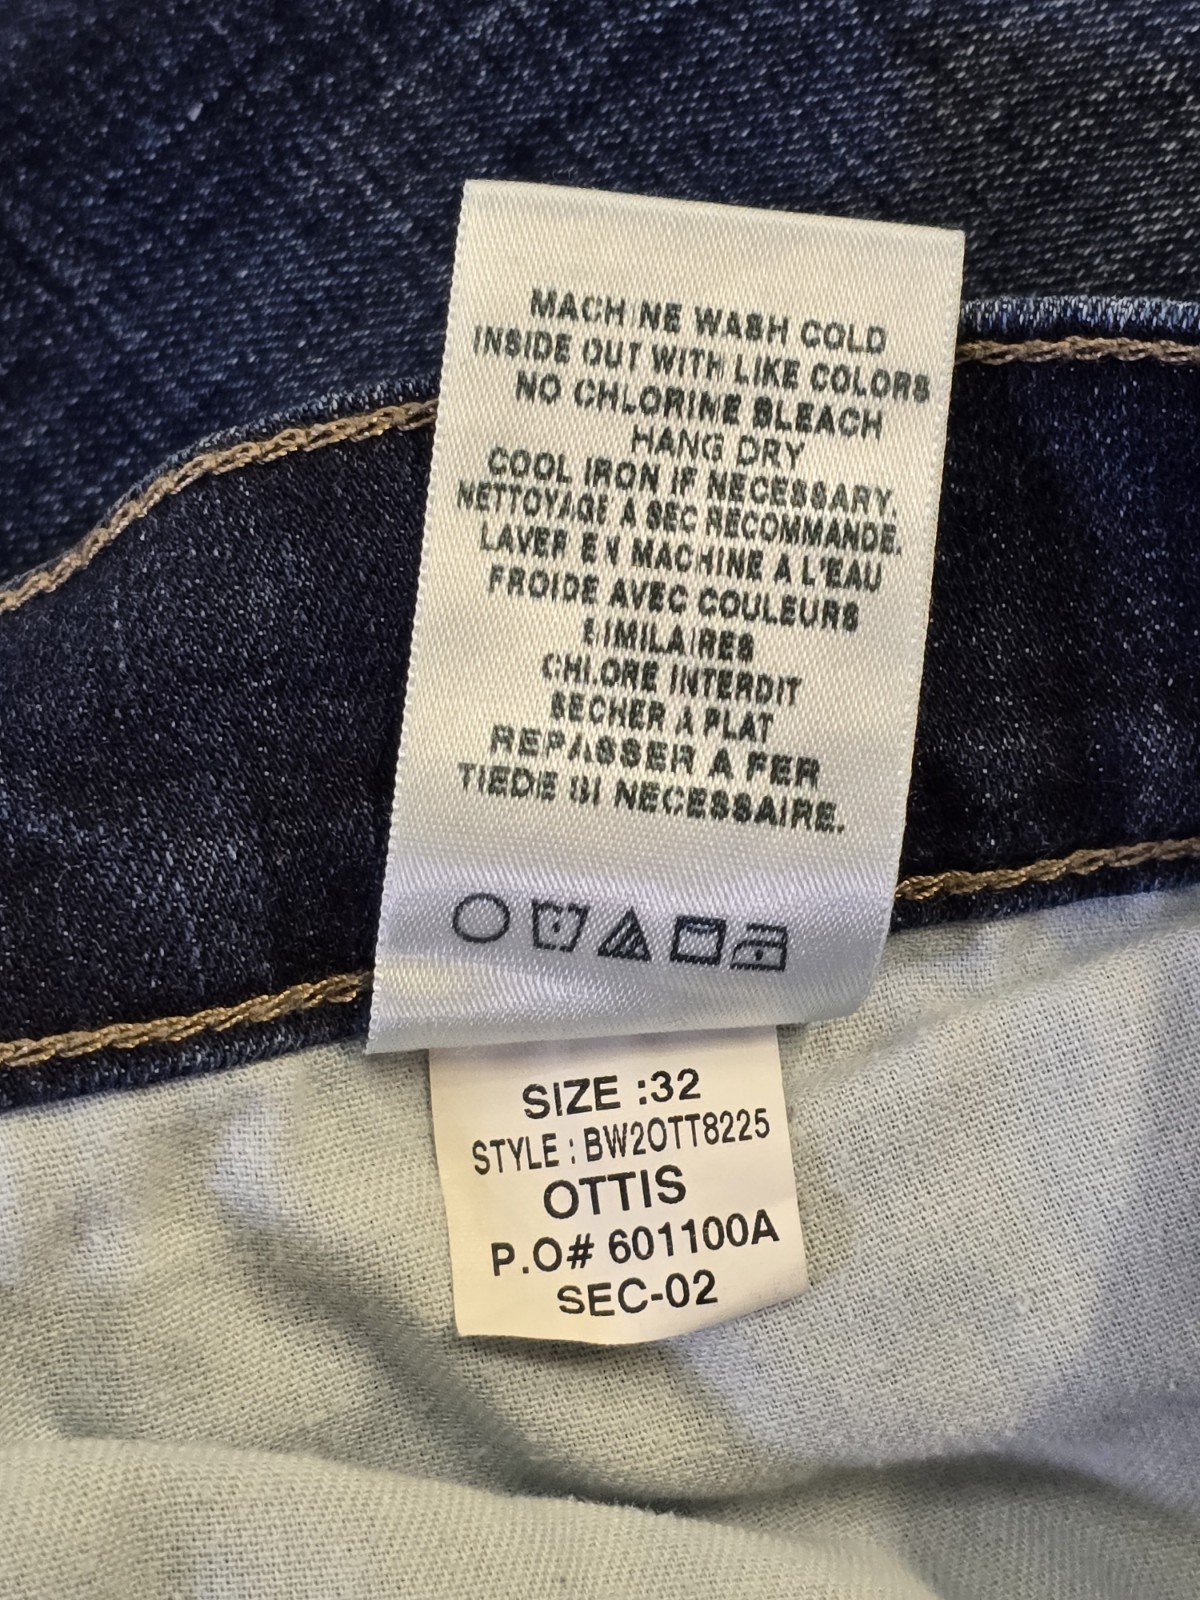 MACHINE WASH COLD
INSIDE OUT WITH LIKE COLORS
NO CHLORINE BLEACH
HANG DRY
COOL IRON IF NECESSARY.
NETTOYAGE A SEC RECOMMANDE.
LAVER EN MACHINE A L'EAU
FROIDE AVEC COULEURS
SIMILAIRES
CHLORE INTERDIT
SECHER A PLAT
REPASSER A FER
TIEDE SI NECESSAIRE.
SIZE :32
STYLE : BW2OTT8225
OTTIS
P.O# 601100A
SEC-02